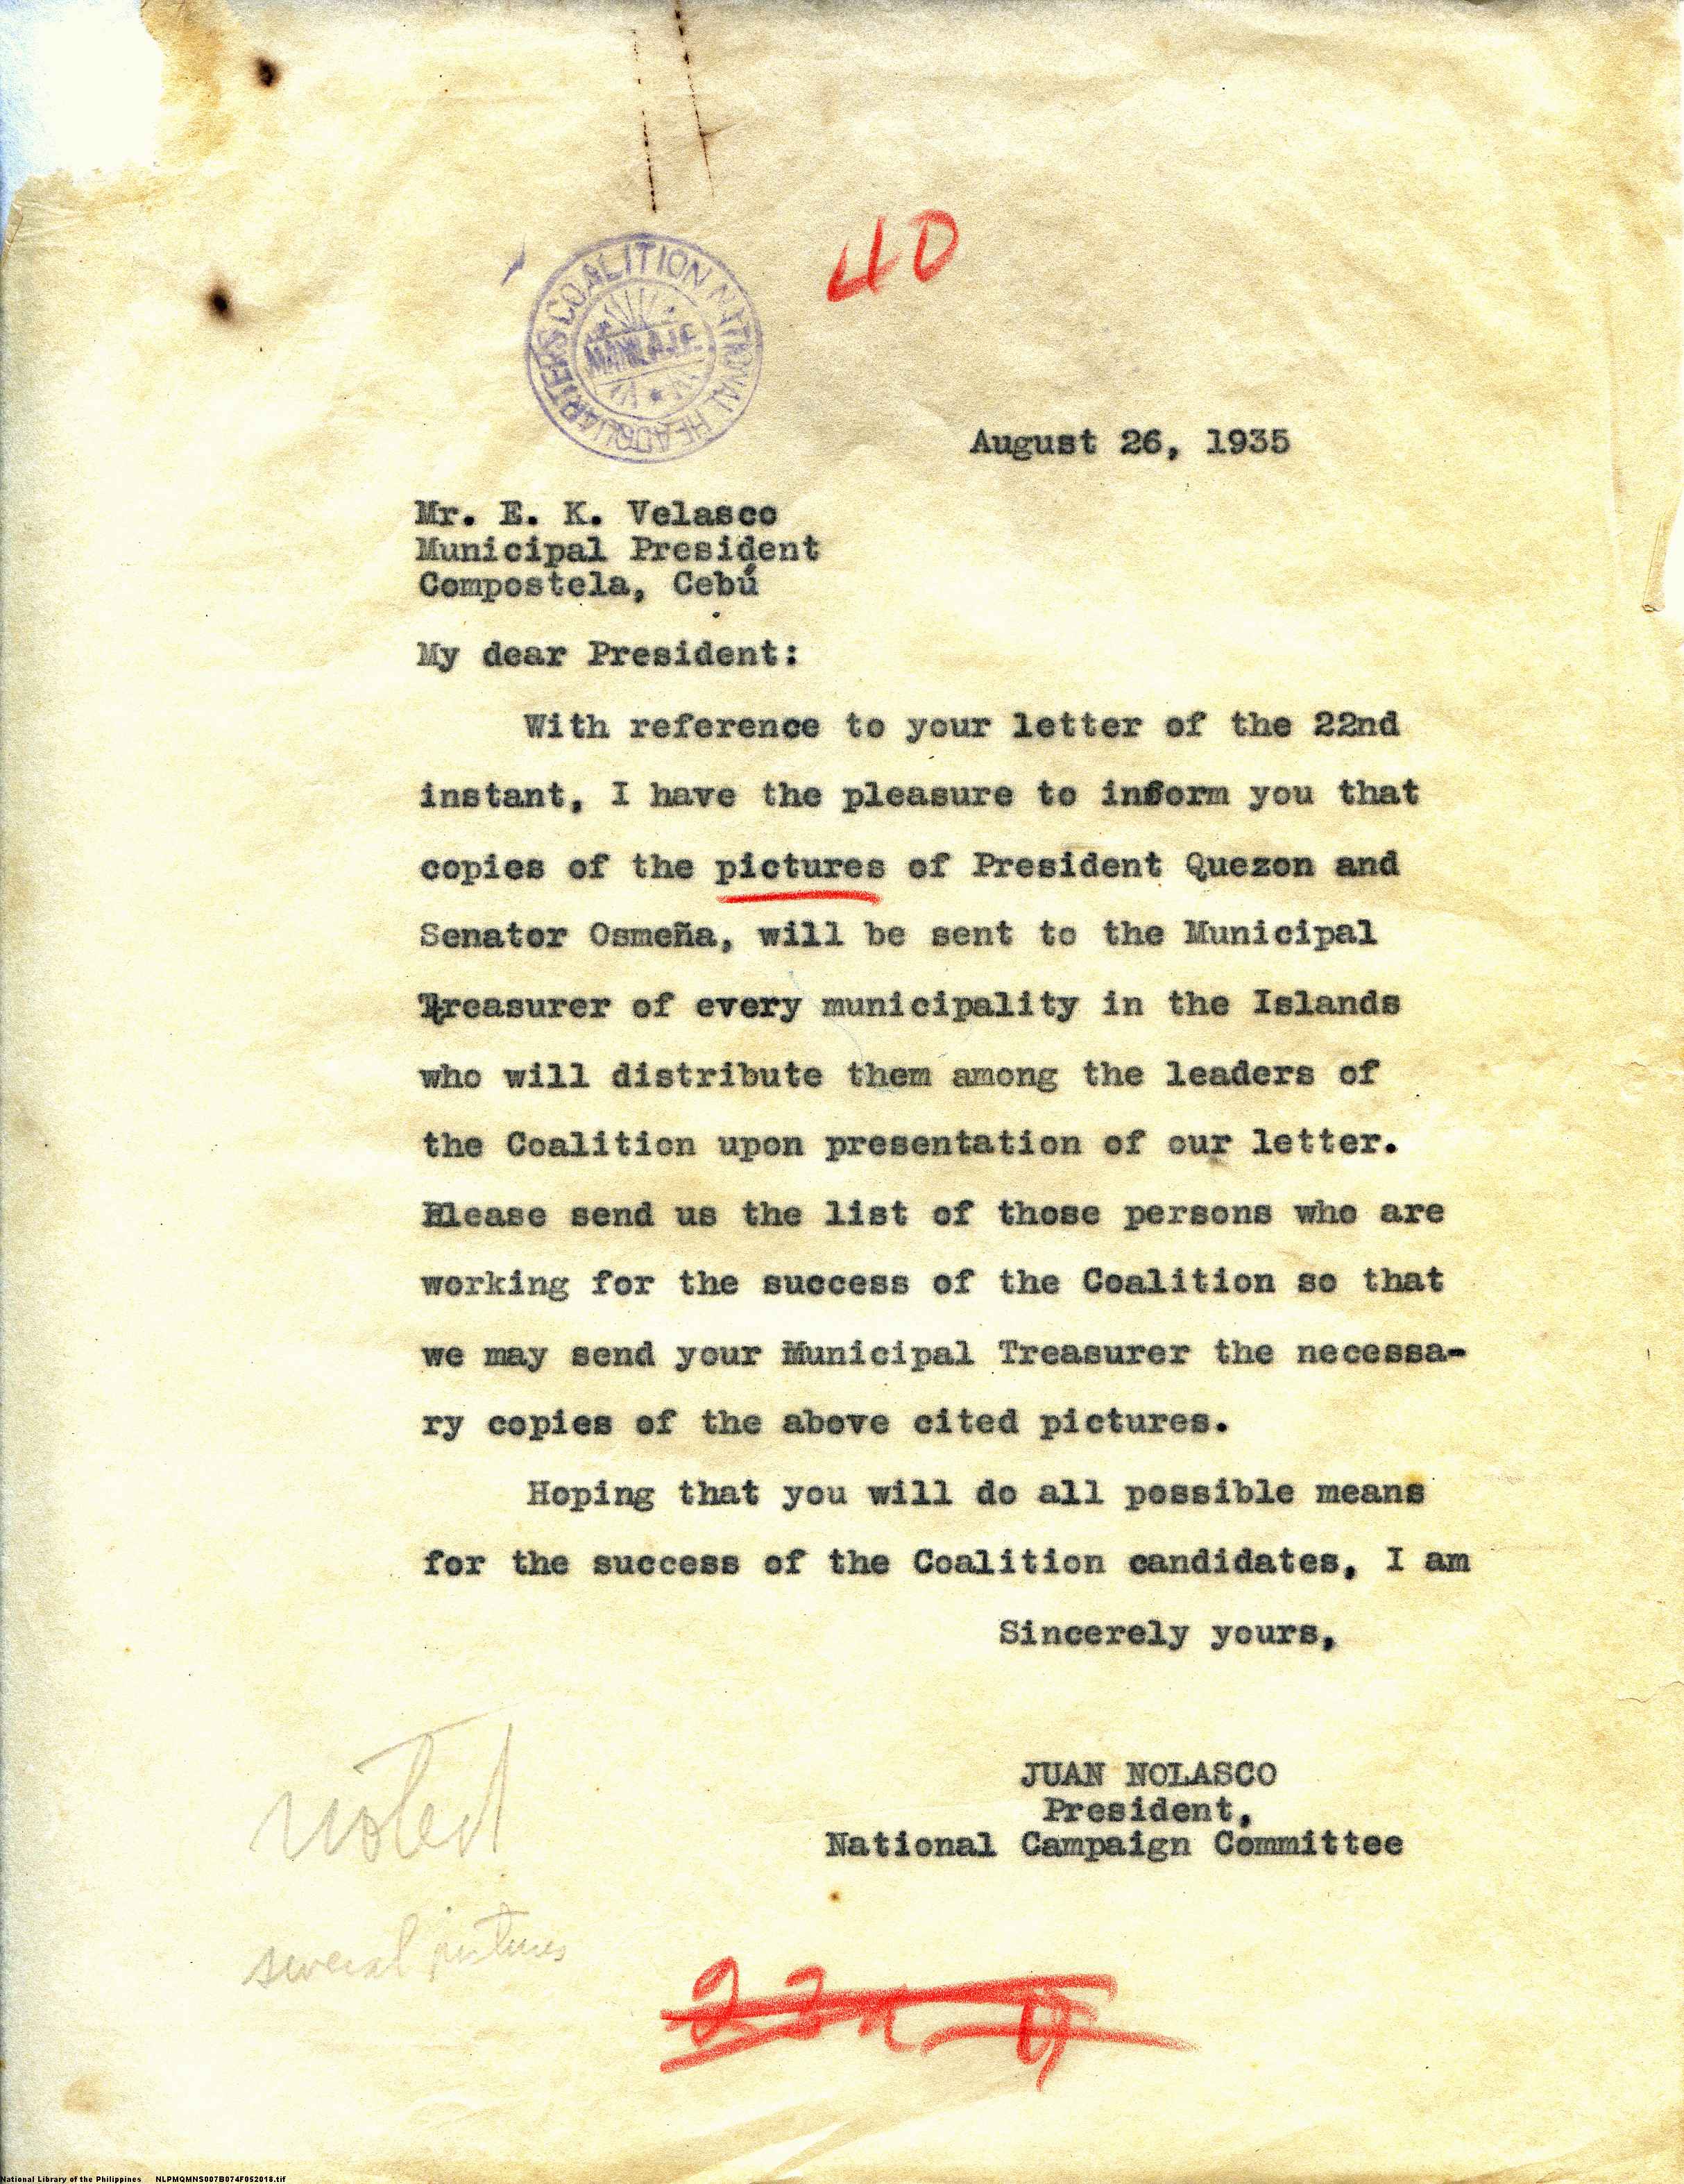 40
COALITION NATIONAL HEADQUARTERS
MANILA, I.F.
August 26, 1935
Mr. E. K. Velasco
Municipal President
Compostela, Cebú
My dear President:
With reference to your letter of the 22nd
instant, I have the pleasure to inform you that
copies of the pictures of President Quezon and
Senator Osmeña, will be sent to the Municipal
Treasurer of every municipality in the Islands
who will distribute them among the leaders of
the Coalition upon presentation of our letter.
Please send us the list of those persons who are
working for the success of the Coalition so that
we may send your Municipal Treasurer the necessa-
ry copies of the above cited pictures.
Hoping that you will do all possible means
for the success of the Coalition candidates, I am
Sincerely yours,
JUAN NOLASCO
President,
National Campaign Committee
noted
several pictures
National Library of the Philippines NLPMQMNS007B074F052018.tif